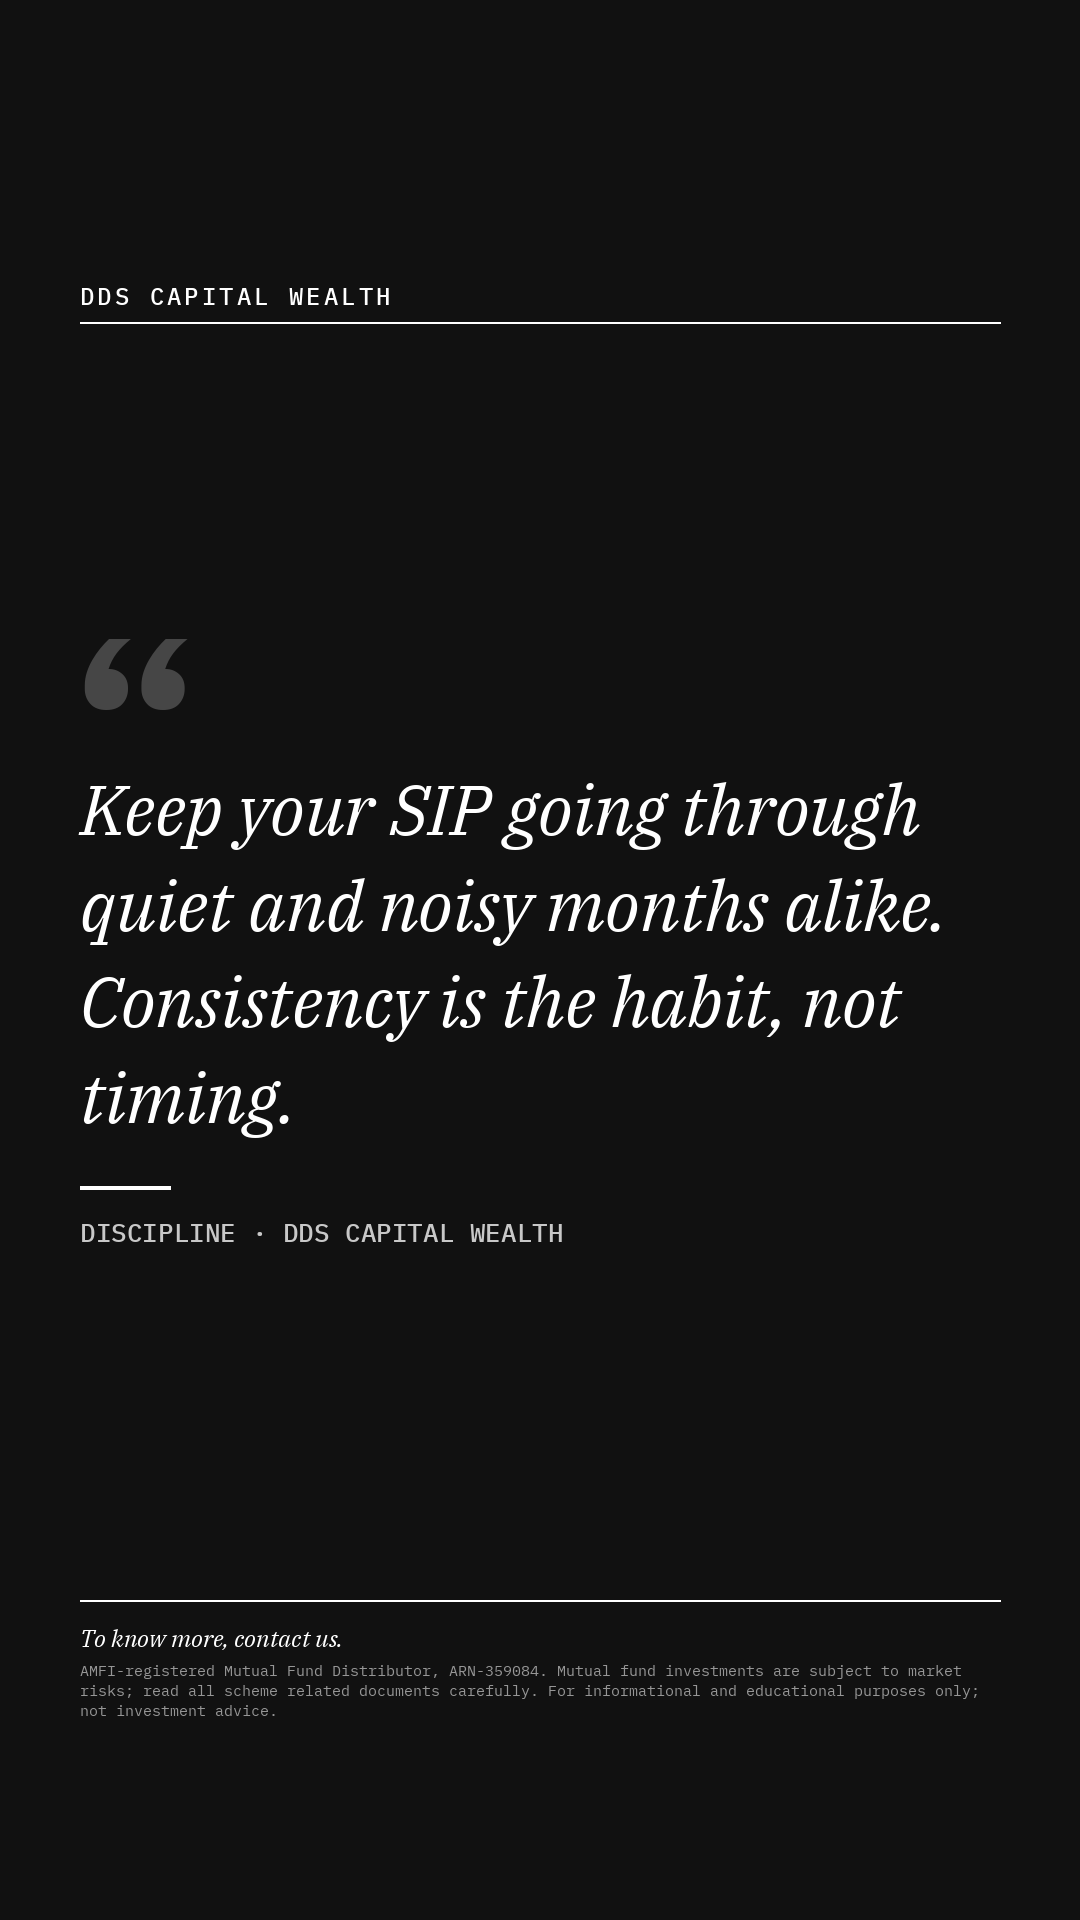 DDS CAPITAL WEALTH
“
Keep your SIP going through
quiet and noisy months alike.
Consistency is the habit, not
timing.
DISCIPLINE · DDS CAPITAL WEALTH
To know more, contact us.
AMFI-registered Mutual Fund Distributor, ARN-359084. Mutual fund investments are subject to market
risks; read all scheme related documents carefully. For informational and educational purposes only;
not investment advice.